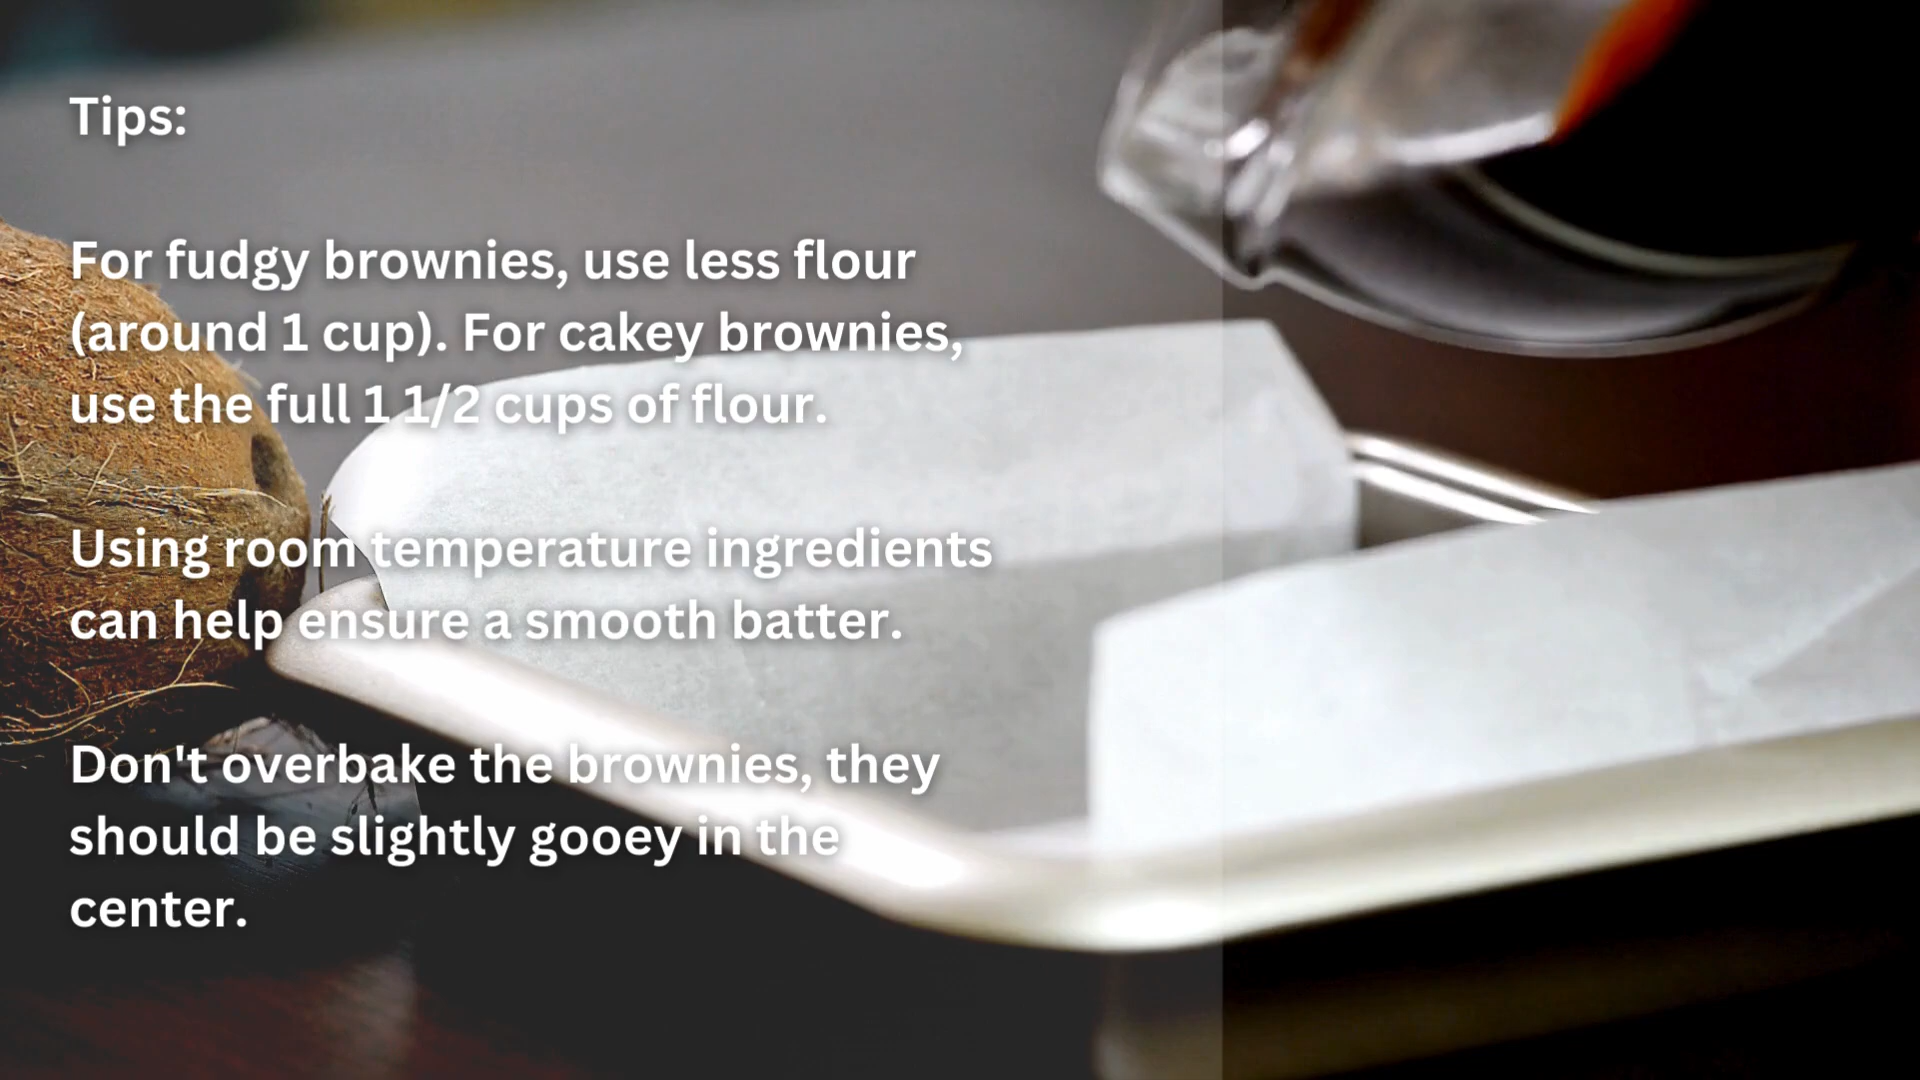 Tips:
For fudgy brownies, use less flour
(around 1 cup). For cakey brownies,
use the full 1 1/2 cups of flour.
Using room temperature ingredients
can help ensure a smooth batter.
Don't overbake the brownies, they
should be slightly gooey in the
center.